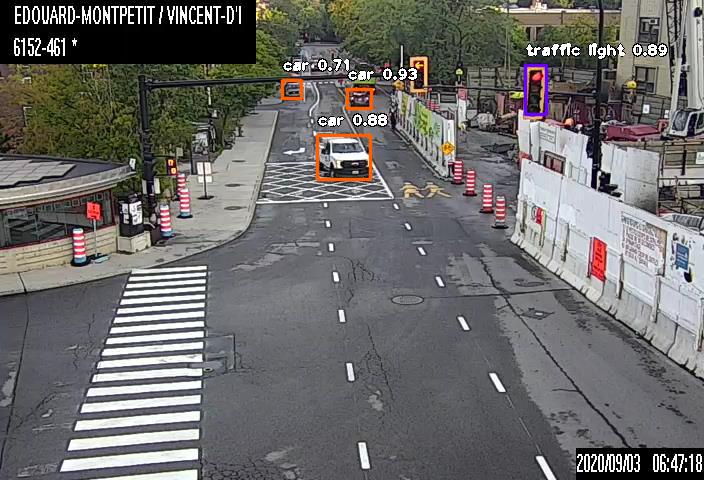 EDOUARD-MONTPETIT / VINCENT-D'I
6152-461 *
traffic light 0.89
car 0.71
car 0.93
car 0.88
2020/09/03 06:47:18